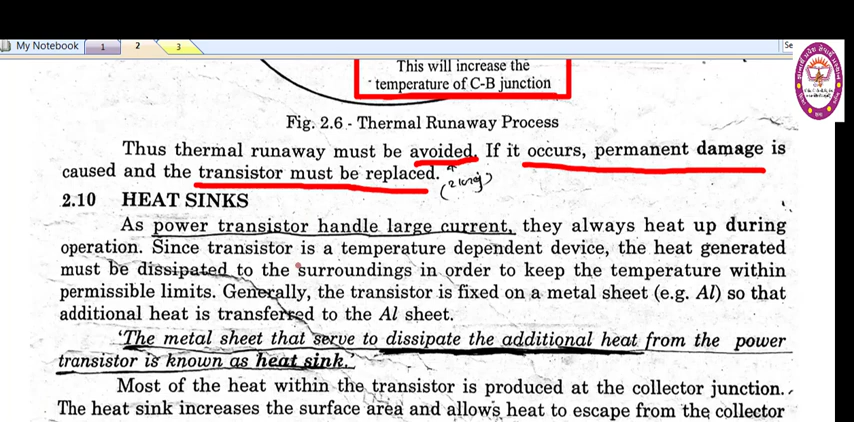 My Notebook
1
2
3
Se
This will increase the
temperature of C-B junction
Fig. 2.6 - Thermal Runaway Process
Thus thermal runaway must be avoided. If it occurs, permanent damage is
caused and the transistor must be replaced.
2.10 HEAT SINKS
As power transistor handle large current, they always heat up during
operation. Since transistor is a temperature dependent device, the heat generated
must be dissipated to the surroundings in order to keep the temperature within
permissible limits. Generally, the transistor is fixed on a metal sheet (e.g. Al) so that
additional heat is transferred to the Al sheet.
'The metal sheet that serve to dissipate the additional heat from the power
transistor is known as heat sink.'
Most of the heat within the transistor is produced at the collector junction.
The heat sink increases the surface area and allows heat to escape from the collector